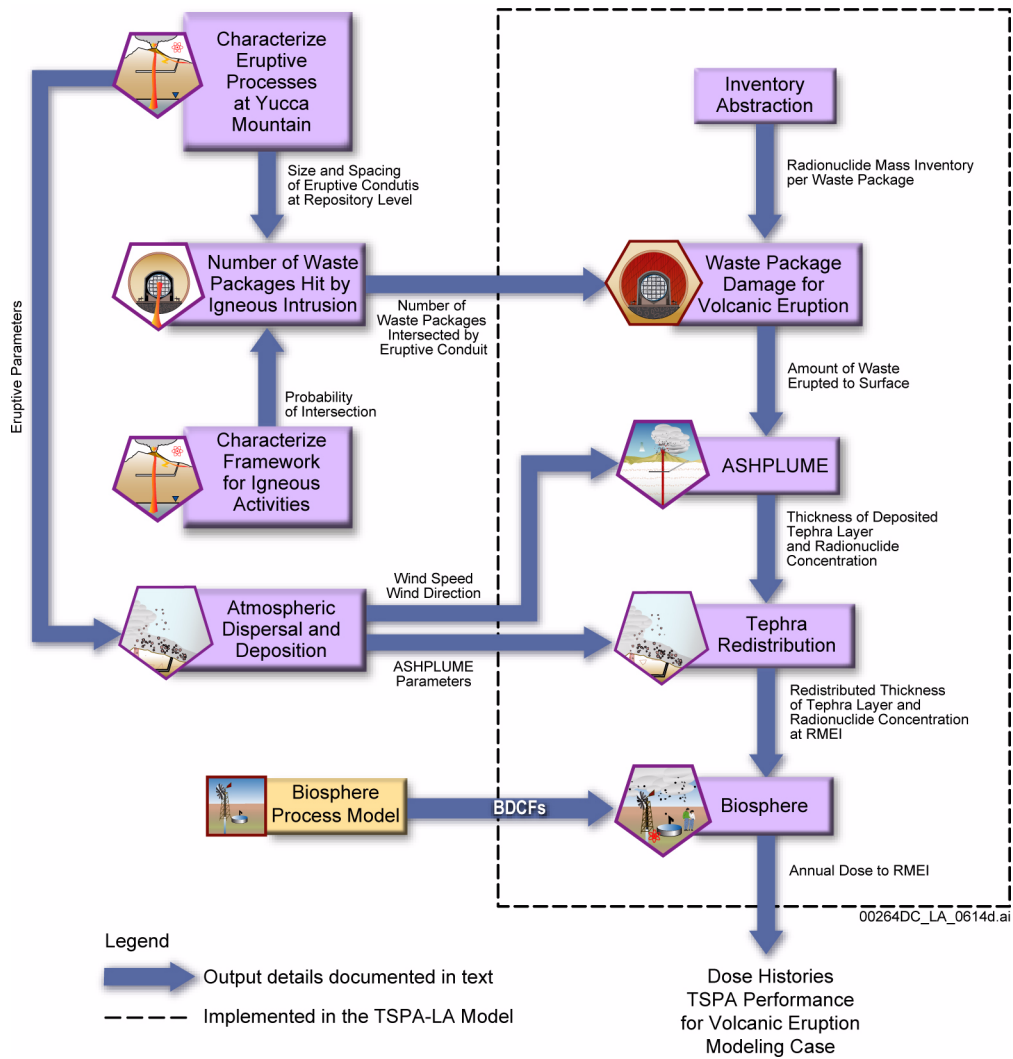 Characterize
Eruptive
Processes
at Yucca
Mountain
Inventory
Abstraction
Size and Spacing
of Eruptive Condutis
at Repository Level
Radionuclide Mass Inventory
per Waste Package
Number of Waste
Packages Hit by
Igneous Intrusion
Waste Package
Damage for
Volcanic Eruption
Number of
Waste Packages
Intersected by
Eruptive Conduit
Eruptive Parameters
Amount of Waste
Erupted to Surface
Probability
of Intersection
Characterize
Framework
for Igneous
Activities
ASHPLUME
Thickness of Deposited
Tephra Layer
and Radionuclide
Concentration
Wind Speed
Wind Direction
Atmospheric
Dispersal and
Deposition
Tephra
Redistribution
ASHPLUME
Parameters
Redistributed Thickness
of Tephra Layer and
Radionuclide Concentration
at RMEI
Biosphere
Process Model
BDCFs
Biosphere
Annual Dose to RMEI
00264DC_LA_0614d.ai
Legend
Output details documented in text
Implemented in the TSPA-LA Model
Dose Histories
TSPA Performance
for Volcanic Eruption
Modeling Case